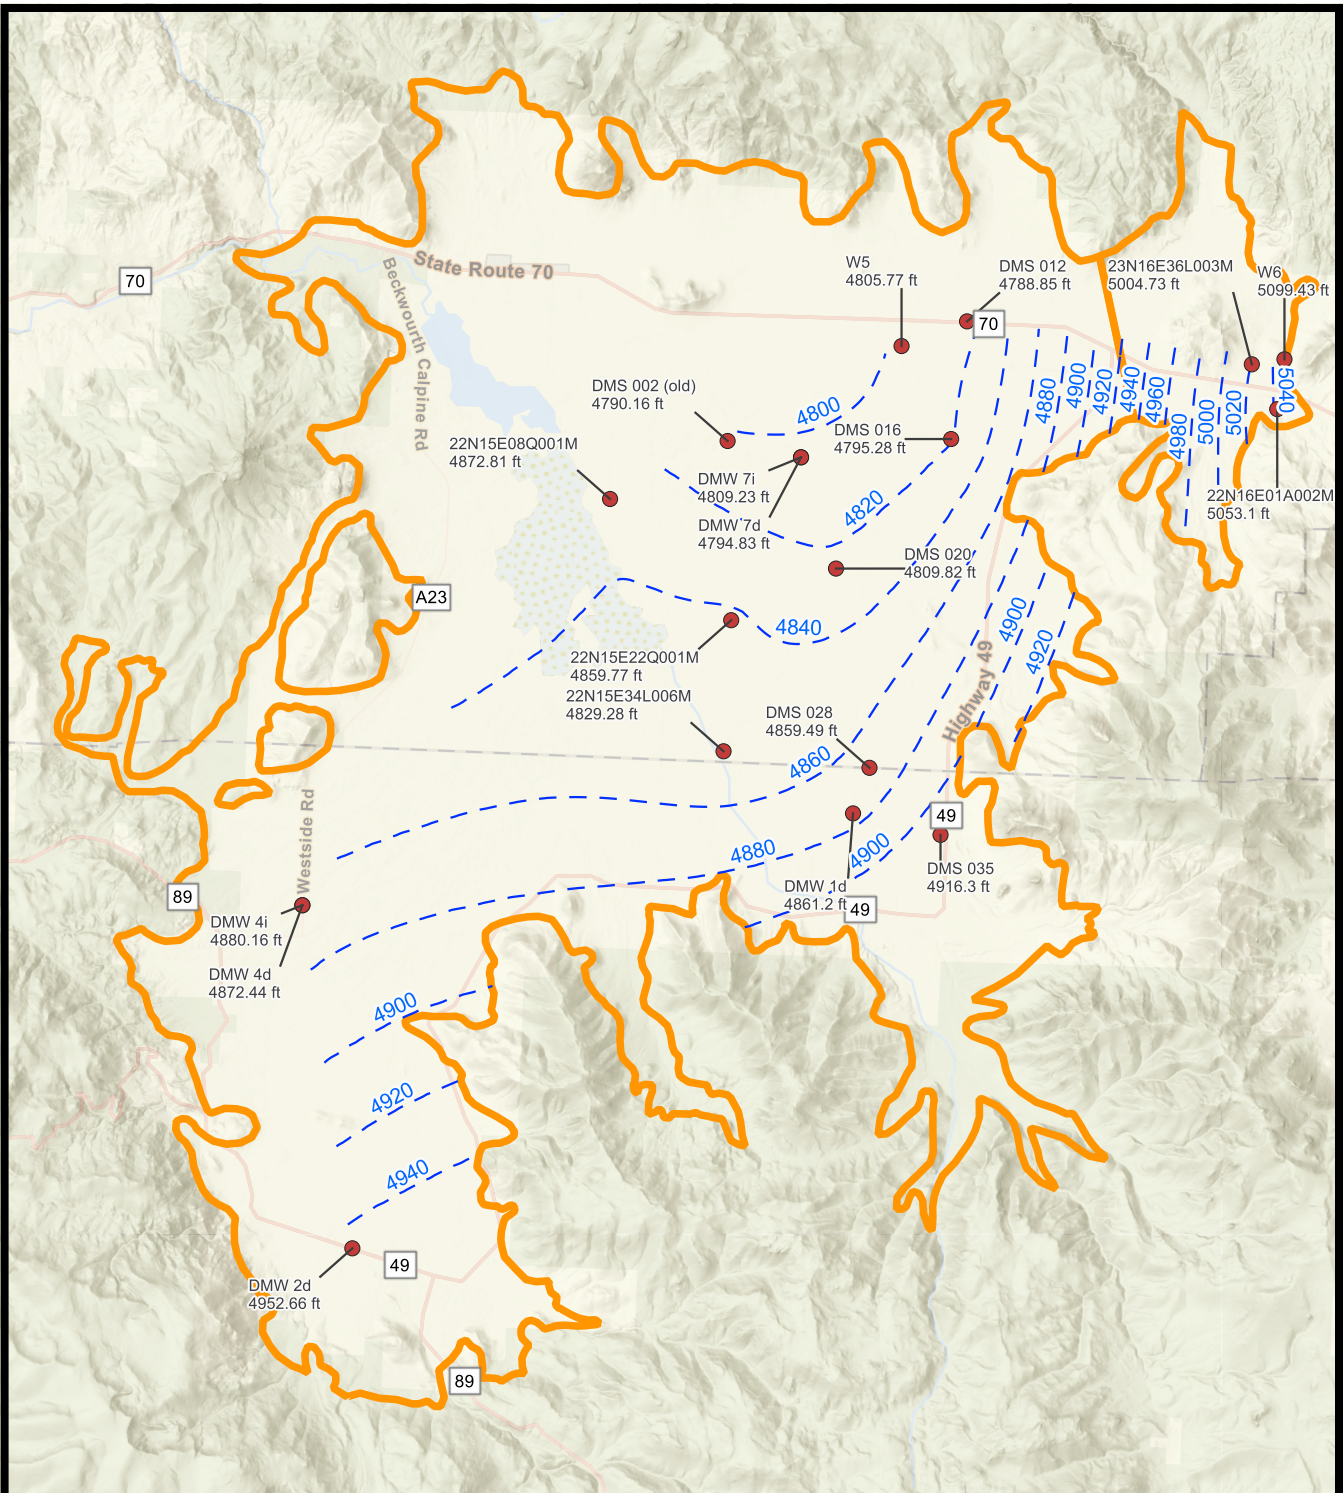 State Route 70
70
Beckwourth Calpine Rd
W5
4805.77 ft
DMS 012
4788.85 ft
23N16E36L003M
5004.73 ft
W6
5099.43 ft
70
DMS 002 (old)
4790.16 ft
4800
4880
4900
4920
4940
4960
4980
5000
5020
5040
22N15E08Q001M
4872.81 ft
DMS 016
4795.28 ft
DMW 7i
4809.23 ft
DMW 7d
4794.83 ft
4820
22N16E01A002M
5053.1 ft
DMS 020
4809.82 ft
A23
4840
4900
4920
22N15E22Q001M
4859.77 ft
22N15E34L006M
4829.28 ft
Highway 49
DMS 028
4859.49 ft
4860
Westside Rd
49
4880
4900
DMS 035
4916.3 ft
DMW 1d
4861.2 ft
49
89
DMW 4i
4880.16 ft
DMW 4d
4872.44 ft
4900
4920
4940
49
DMW 2d
4952.66 ft
89